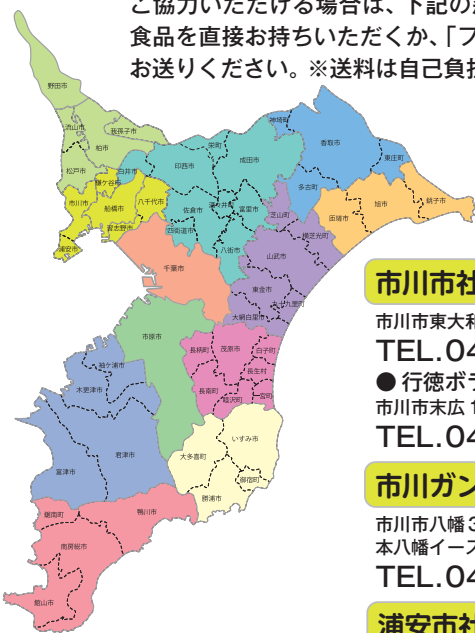 ご協力いただける場合は、下記の
食品を直接お持ちいただくか、「フ
お送りください。※送料は自己負担
野田市
流山市
我孫子市
柏市
松戸市
鎌ケ谷市
白井市
印西市
栄町
成田市
神崎町
香取市
東庄町
市川市
船橋市
八千代市
習志野市
浦安市
佐倉市
酒々井町
富里市
四街道市
八街市
多古町
芝山町
匝瑳市
旭市
銚子市
横芝光町
山武市
千葉市
東金市
九十九里町
大網白里市
市原市
長柄町
茂原市
白子町
長生村
長南町
睦沢町
一宮町
袖ケ浦市
木更津市
君津市
富津市
いすみ市
大多喜町
御宿町
勝浦市
鋸南町
鴨川市
南房総市
館山市
市川市社
市川市東大和
TEL.04
● 行徳ボラ
市川市末広1
TEL.04
市川ガン
市川市八幡3
本八幡イース
TEL.04
浦安市社